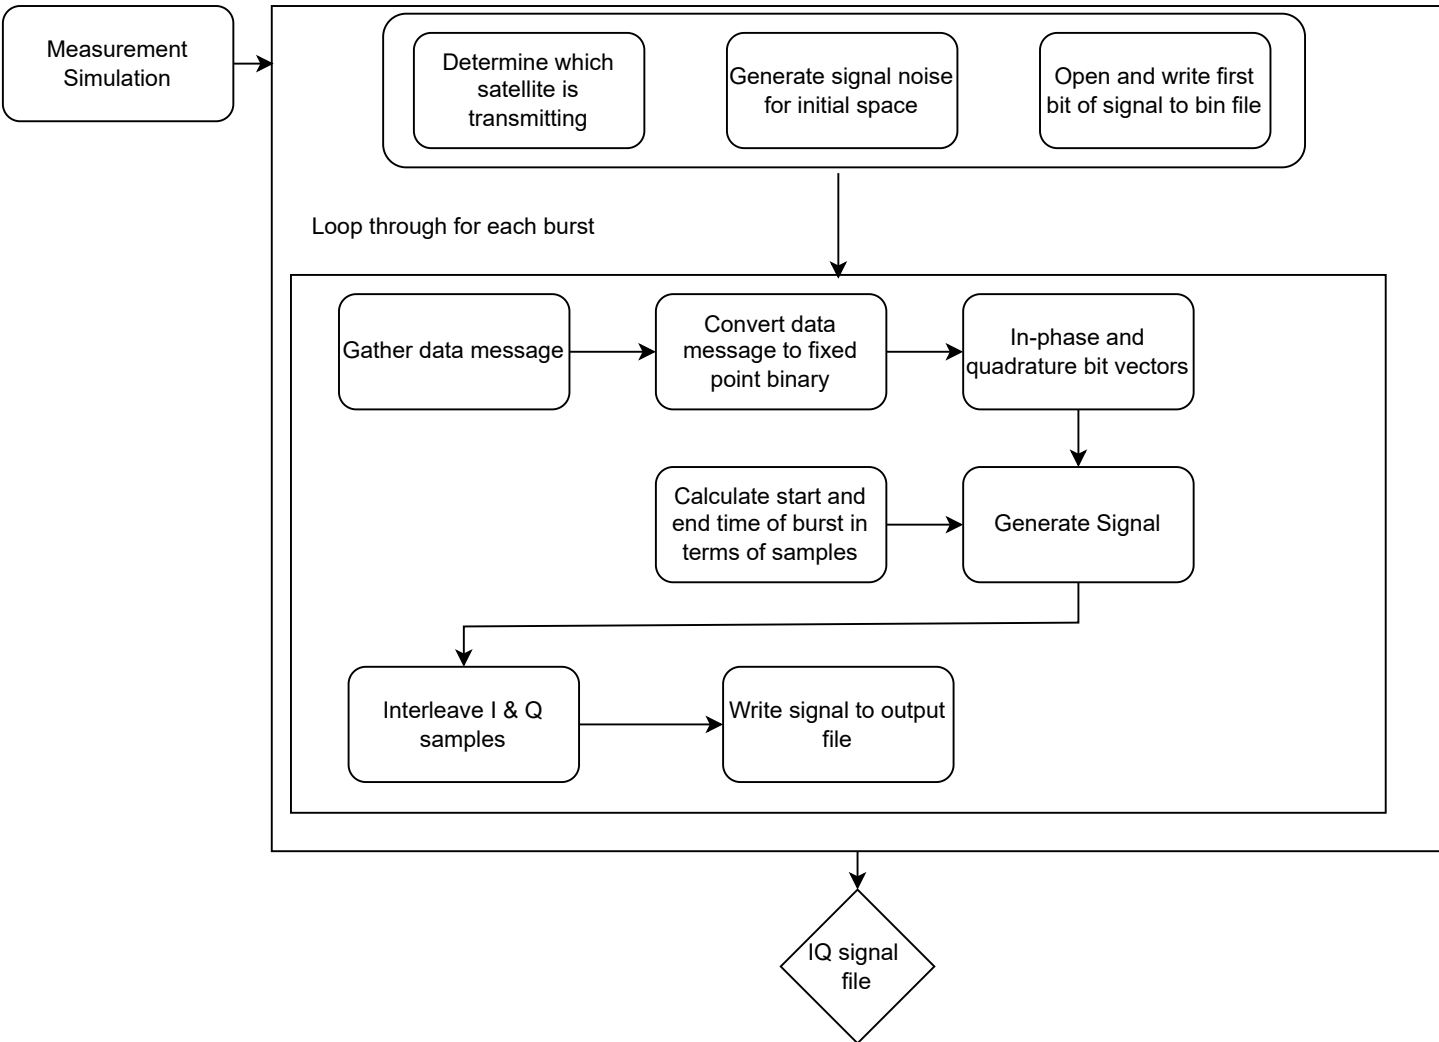 Measurement
Simulation
Determine which
satellite is
transmitting
Generate signal noise
for initial space
Open and write first
bit of signal to bin file
Loop through for each burst
Gather data message
Convert data
message to fixed
point binary
In-phase and
quadrature bit vectors
Calculate start and
end time of burst in
terms of samples
Generate Signal
Interleave I & Q
samples
Write signal to output
file
IQ signal
file